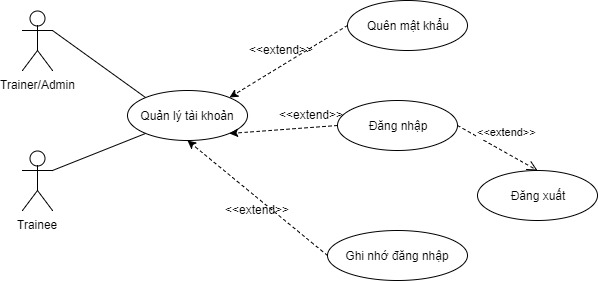 Quên mật khẩu
<<extend>>
Trainer/Admin
Quản lý tài khoản
<<extend>>
Đăng nhập
<<extend>>
Đăng xuất
Trainee
<<extend>>
Ghi nhớ đăng nhập